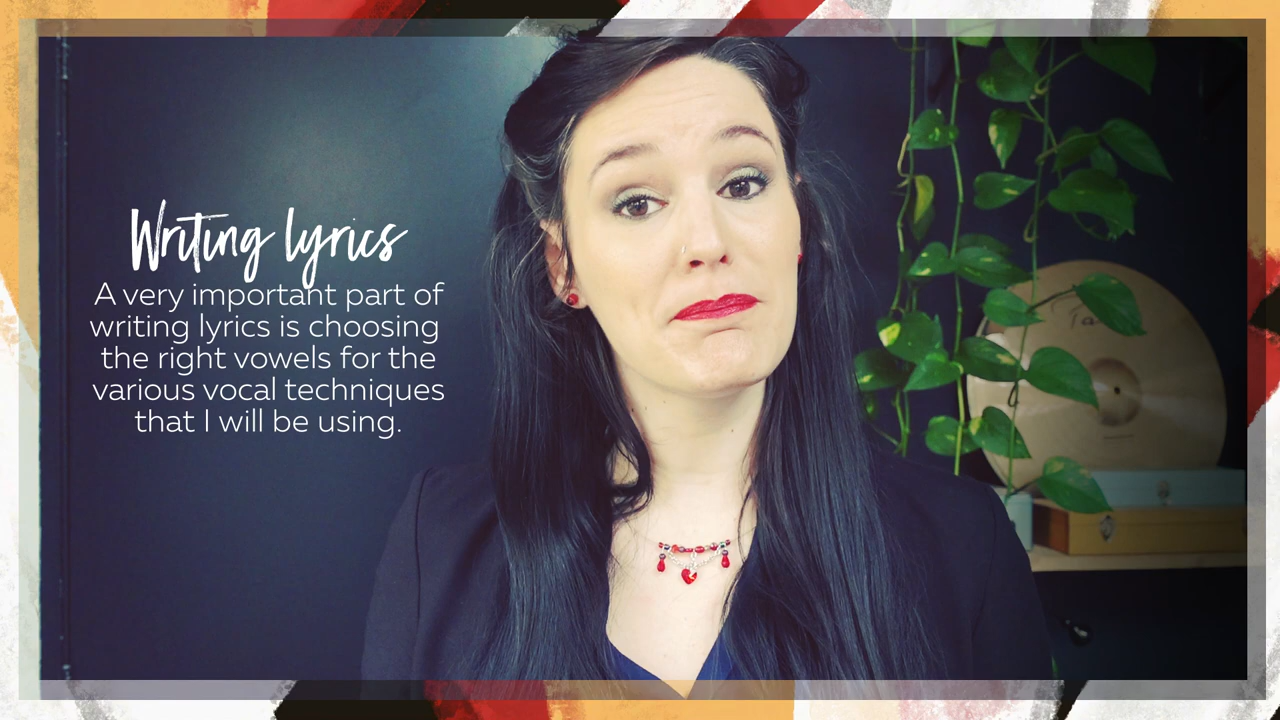 Writing lyrics
A very important part of
writing lyrics is choosing
the right vowels for the
various vocal techniques
that I will be using.